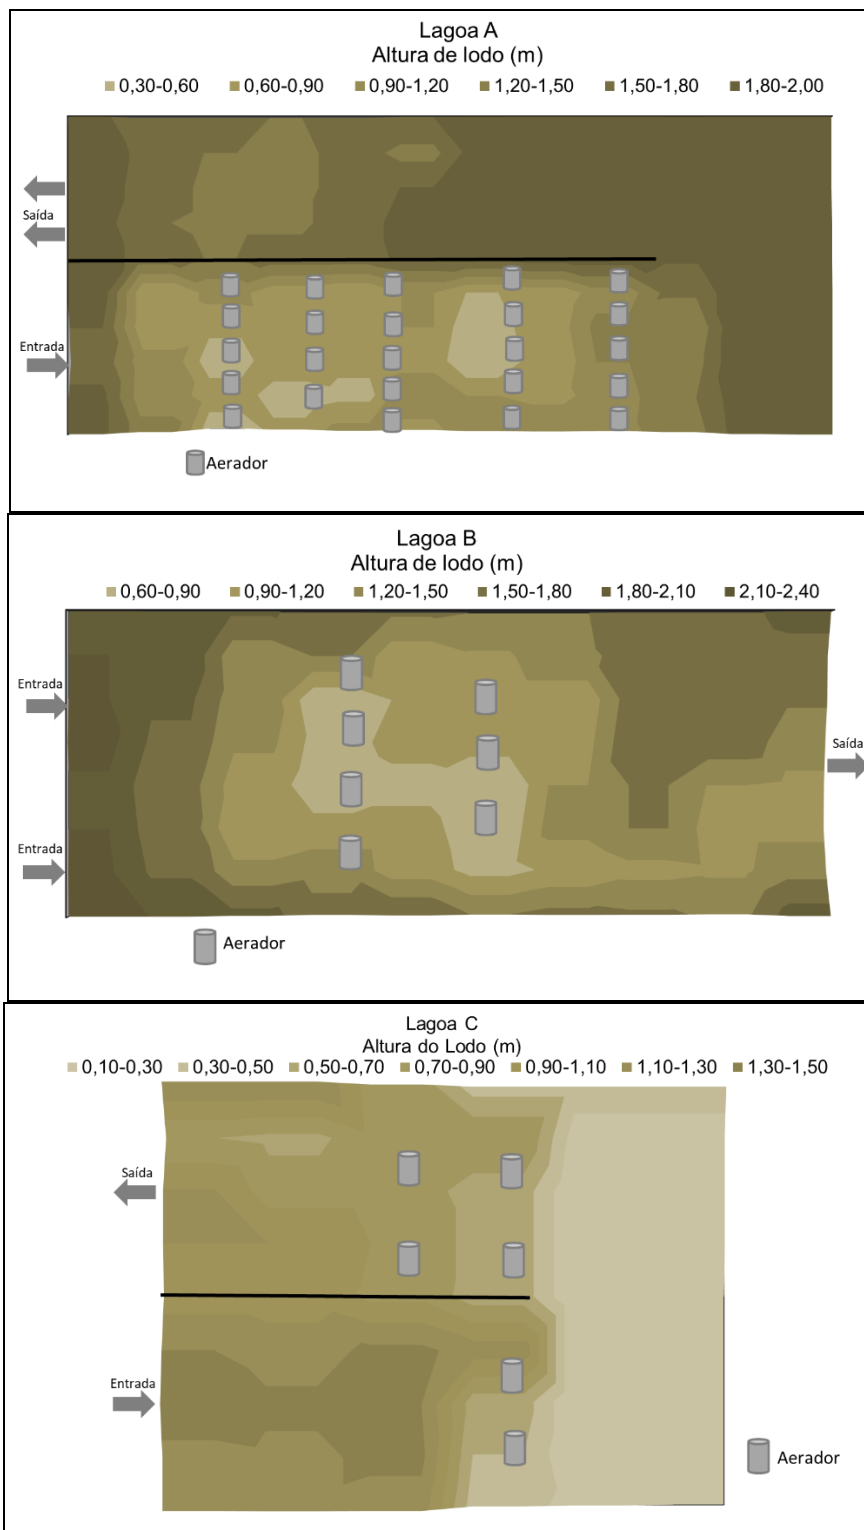 Lagoa A
Altura de lodo (m)
0,30-0,60 0,60-0,90 0,90-1,20 1,20-1,50 1,50-1,80 1,80-2,00
Saída
Entrada
Aerador
Lagoa B
Altura de lodo (m)
0,60-0,90 0,90-1,20 1,20-1,50 1,50-1,80 1,80-2,10 2,10-2,40
Entrada
Saída
Entrada
Aerador
Lagoa C
Altura do Lodo (m)
0,10-0,30 0,30-0,50 0,50-0,70 0,70-0,90 0,90-1,10 1,10-1,30 1,30-1,50
Saída
Entrada
Aerador